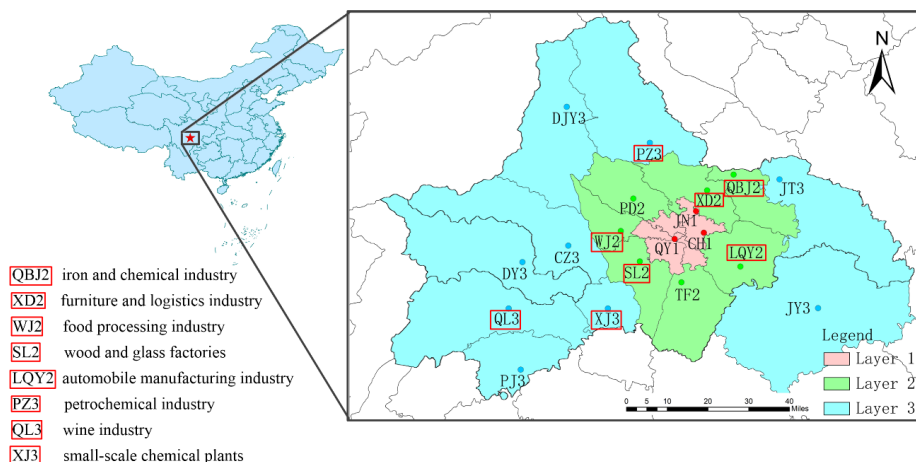 N
DJY3
PZ3
QBJ2
JT3
XD2
PD2
JN1
WJ2
QY1
CH1
LQY2
CZ3
DY3
SL2
TF2
QL3
XJ3
JY3
PJ3
Legend
Layer 1
Layer 2
Layer 3
0 5 10 20 30 40
Miles
QBJ2 iron and chemical industry
XD2 furniture and logistics industry
WJ2 food processing industry
SL2 wood and glass factories
LQY2 automobile manufacturing industry
PZ3 petrochemical industry
QL3 wine industry
XJ3 small-scale chemical plants